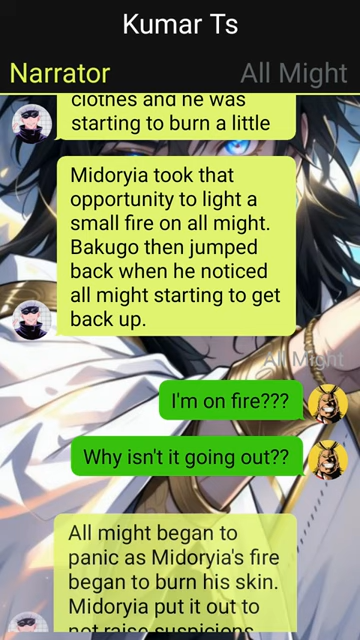 Kumar Ts
Narrator
All Might
clothes and he was
starting to burn a little
Midoryia took that
opportunity to light a
small fire on all might.
Bakugo then jumped
back when he noticed
all might starting to get
back up.
All Might
I'm on fire???
Why isn't it going out??
All might began to
panic as Midoryia's fire
began to burn his skin.
Midoryia put it out to
not raise suspicions